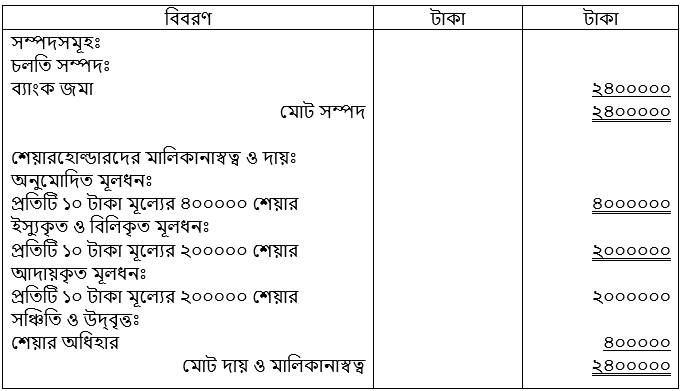 বিবরণ টাকা টাকা
সম্পদসমূহঃ
চলতি সম্পদঃ
ব্যাংক জমা ২৪০০০০০
মোট সম্পদ ২৪০০০০০
শেয়ারহোল্ডারদের মালিকানাস্বত্ব ও দায়ঃ
অনুমোদিত মূলধনঃ
প্রতিটি ১০ টাকা মূল্যের ৪০০০০০ শেয়ার ৪০০০০০০
ইস্যুকৃত ও বিলিকৃত মূলধনঃ
প্রতিটি ১০ টাকা মূল্যের ২০০০০০ শেয়ার ২০০০০০০
আদায়কৃত মূলধনঃ
প্রতিটি ১০ টাকা মূল্যের ২০০০০০ শেয়ার ২০০০০০০
সঞ্চিতি ও উদ্‌বৃত্তঃ
শেয়ার অধিহার ৪০০০০০
মোট দায় ও মালিকানাস্বত্ব ২৪০০০০০